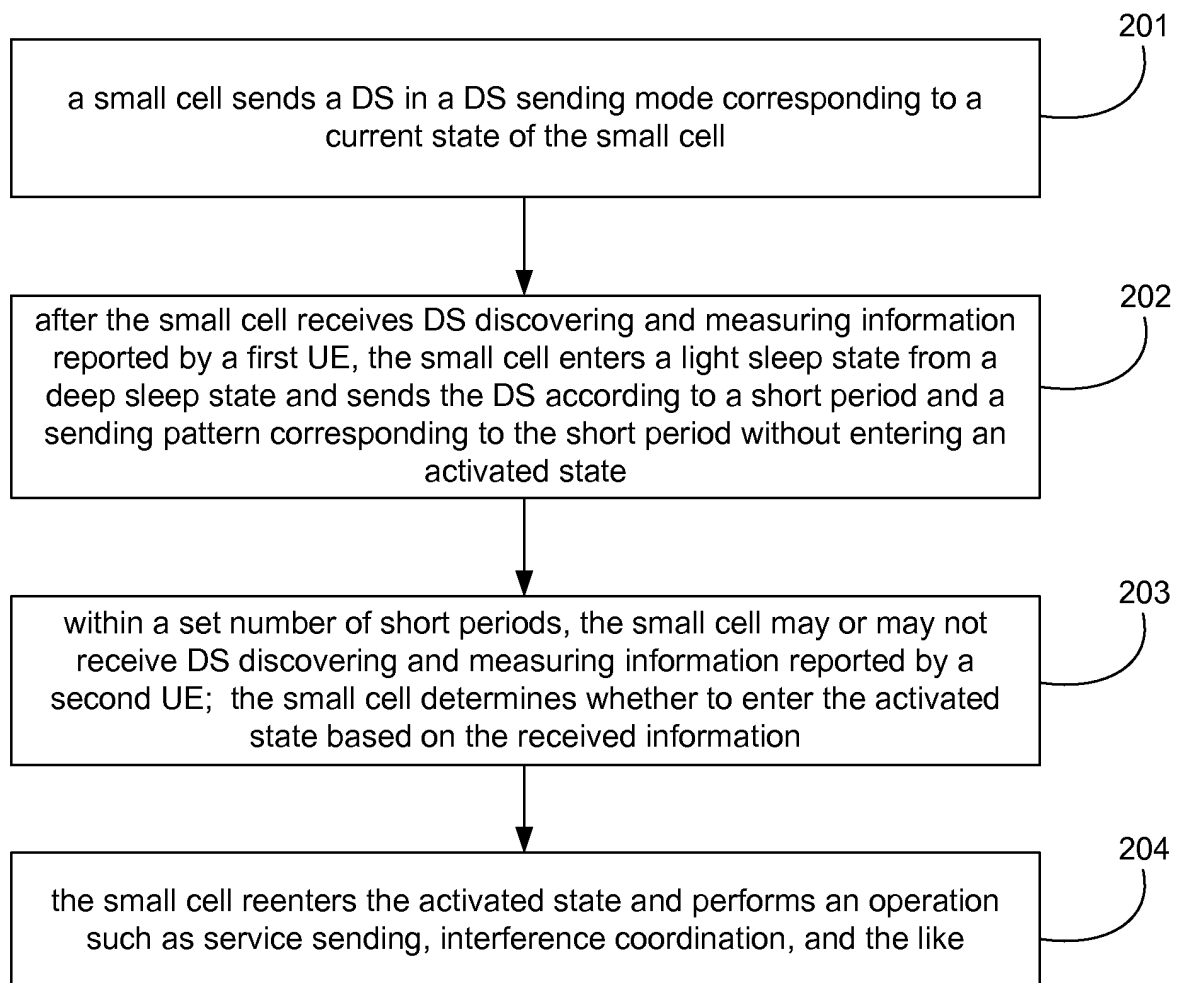 201
a small cell sends a DS in a DS sending mode corresponding to a
current state of the small cell
202
after the small cell receives DS discovering and measuring information
reported by a first UE, the small cell enters a light sleep state from a
deep sleep state and sends the DS according to a short period and a
sending pattern corresponding to the short period without entering an
activated state
203
within a set number of short periods, the small cell may or may not
receive DS discovering and measuring information reported by a
second UE; the small cell determines whether to enter the activated
state based on the received information
204
the small cell reenters the activated state and performs an operation
such as service sending, interference coordination, and the like